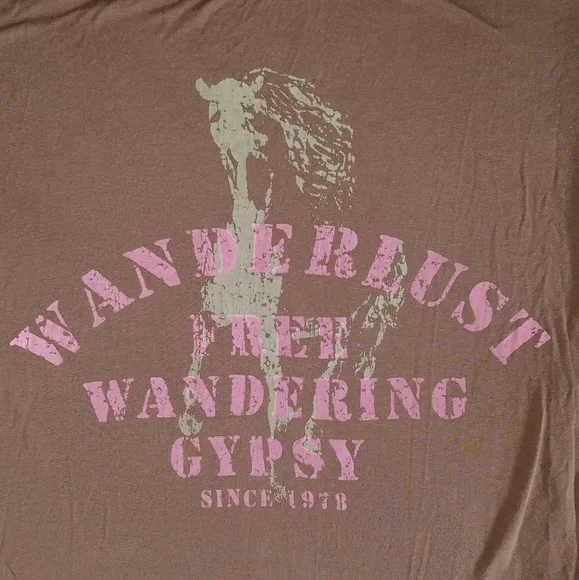 WANDERLUST
FREE
WANDERING
GYPSY
SINCE 1978